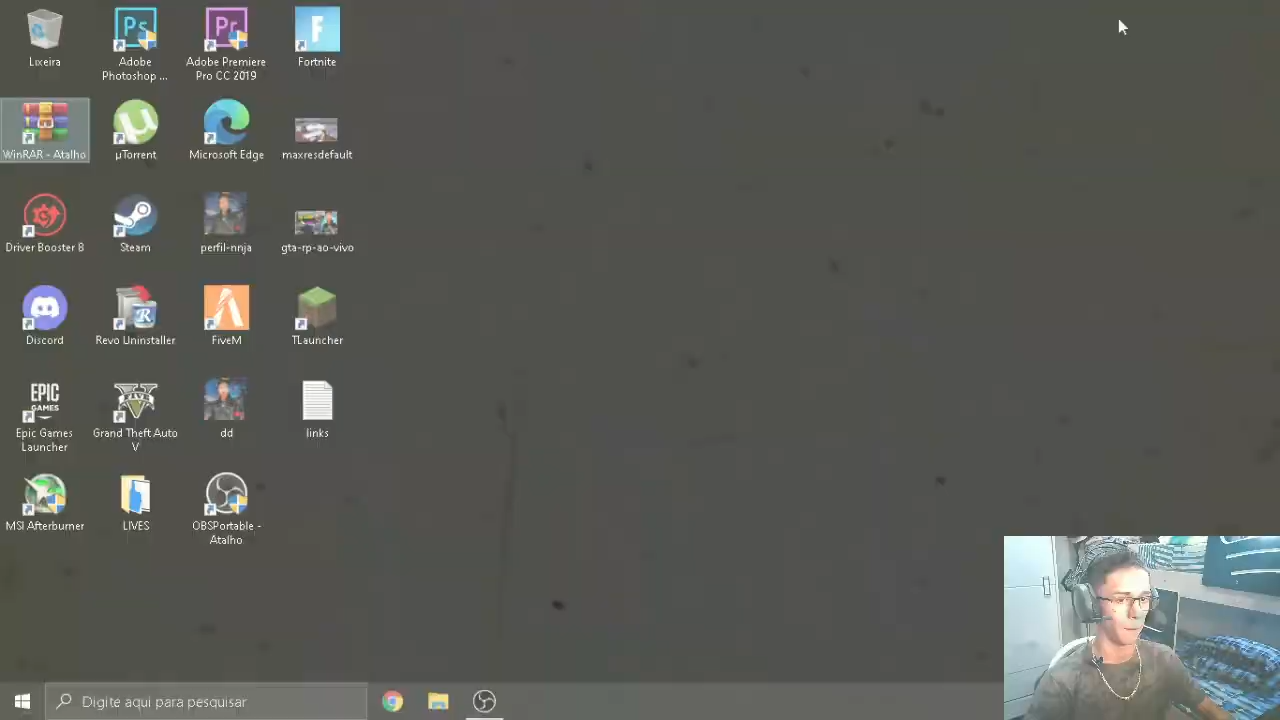 Lixeira
Adobe
Photoshop ...
Adobe Premiere
Pro CC 2019
Fortnite
WinRAR - Atalho
µTorrent
Microsoft Edge
maxresdefault
Driver Booster 8
Steam
perfil-nnja
gta-rp-ao-vivo
Discord
Revo Uninstaller
FiveM
TLauncher
EPIC
GAMES
Epic Games
Launcher
Grand Theft Auto
V
dd
links
MSI Afterburner
LIVES
OBSPortable -
Atalho
Digite aqui para pesquisar